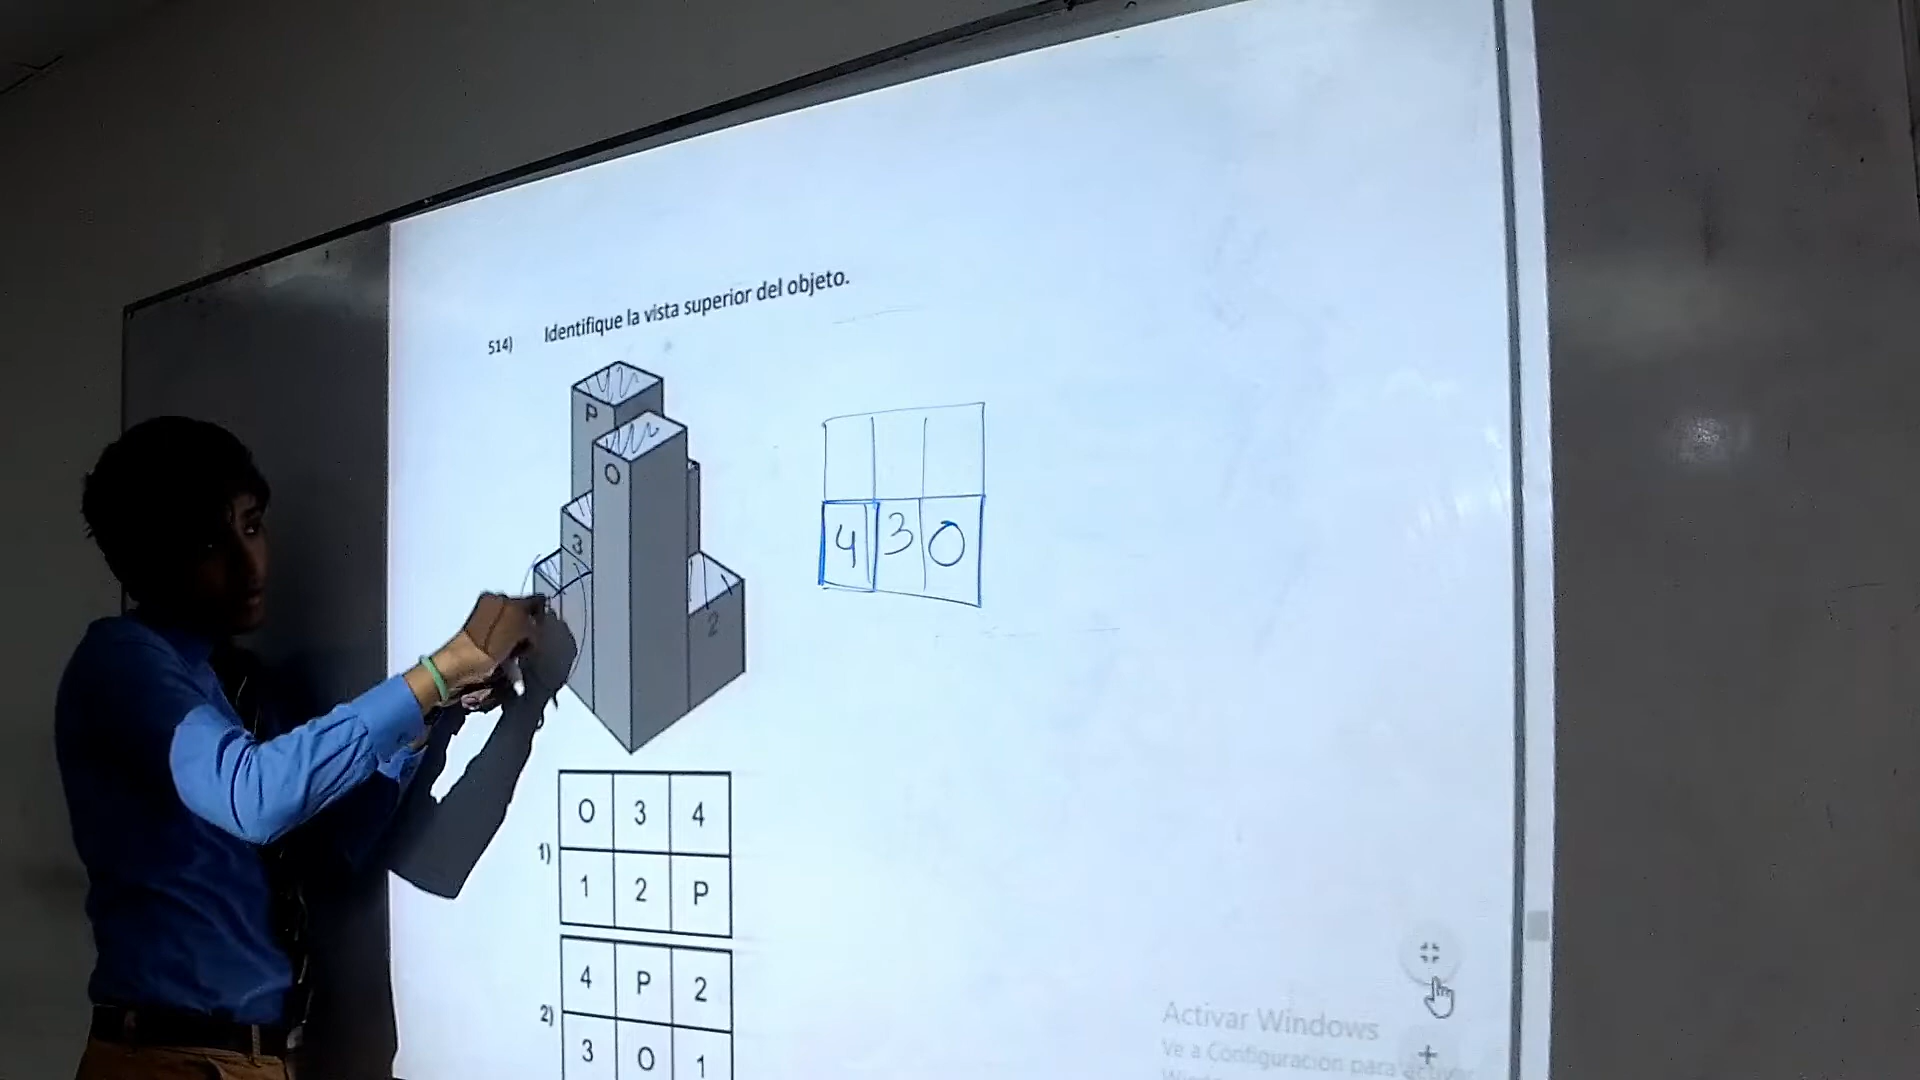 514) Identifique la vista superior del objeto.
P
O
3
2
4 3 0
1)
O 3 4
1 2 P
2)
4 P 2
3 O 1
Activar Windows
Ve a Configuración para activar